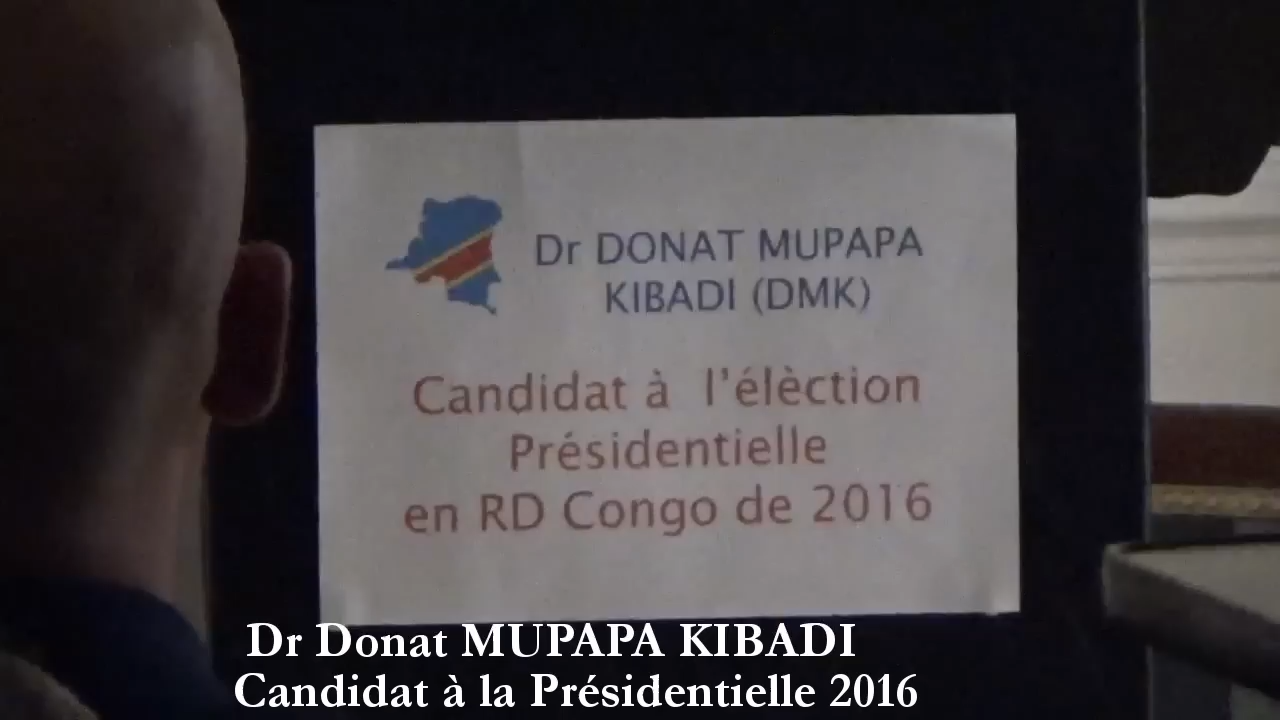 Dr DONAT MUPAPA
KIBADI (DMK)
Candidat à l'élèction
Présidentielle
en RD Congo de 2016
Dr Donat MUPAPA KIBADI
Candidat à la Présidentielle 2016